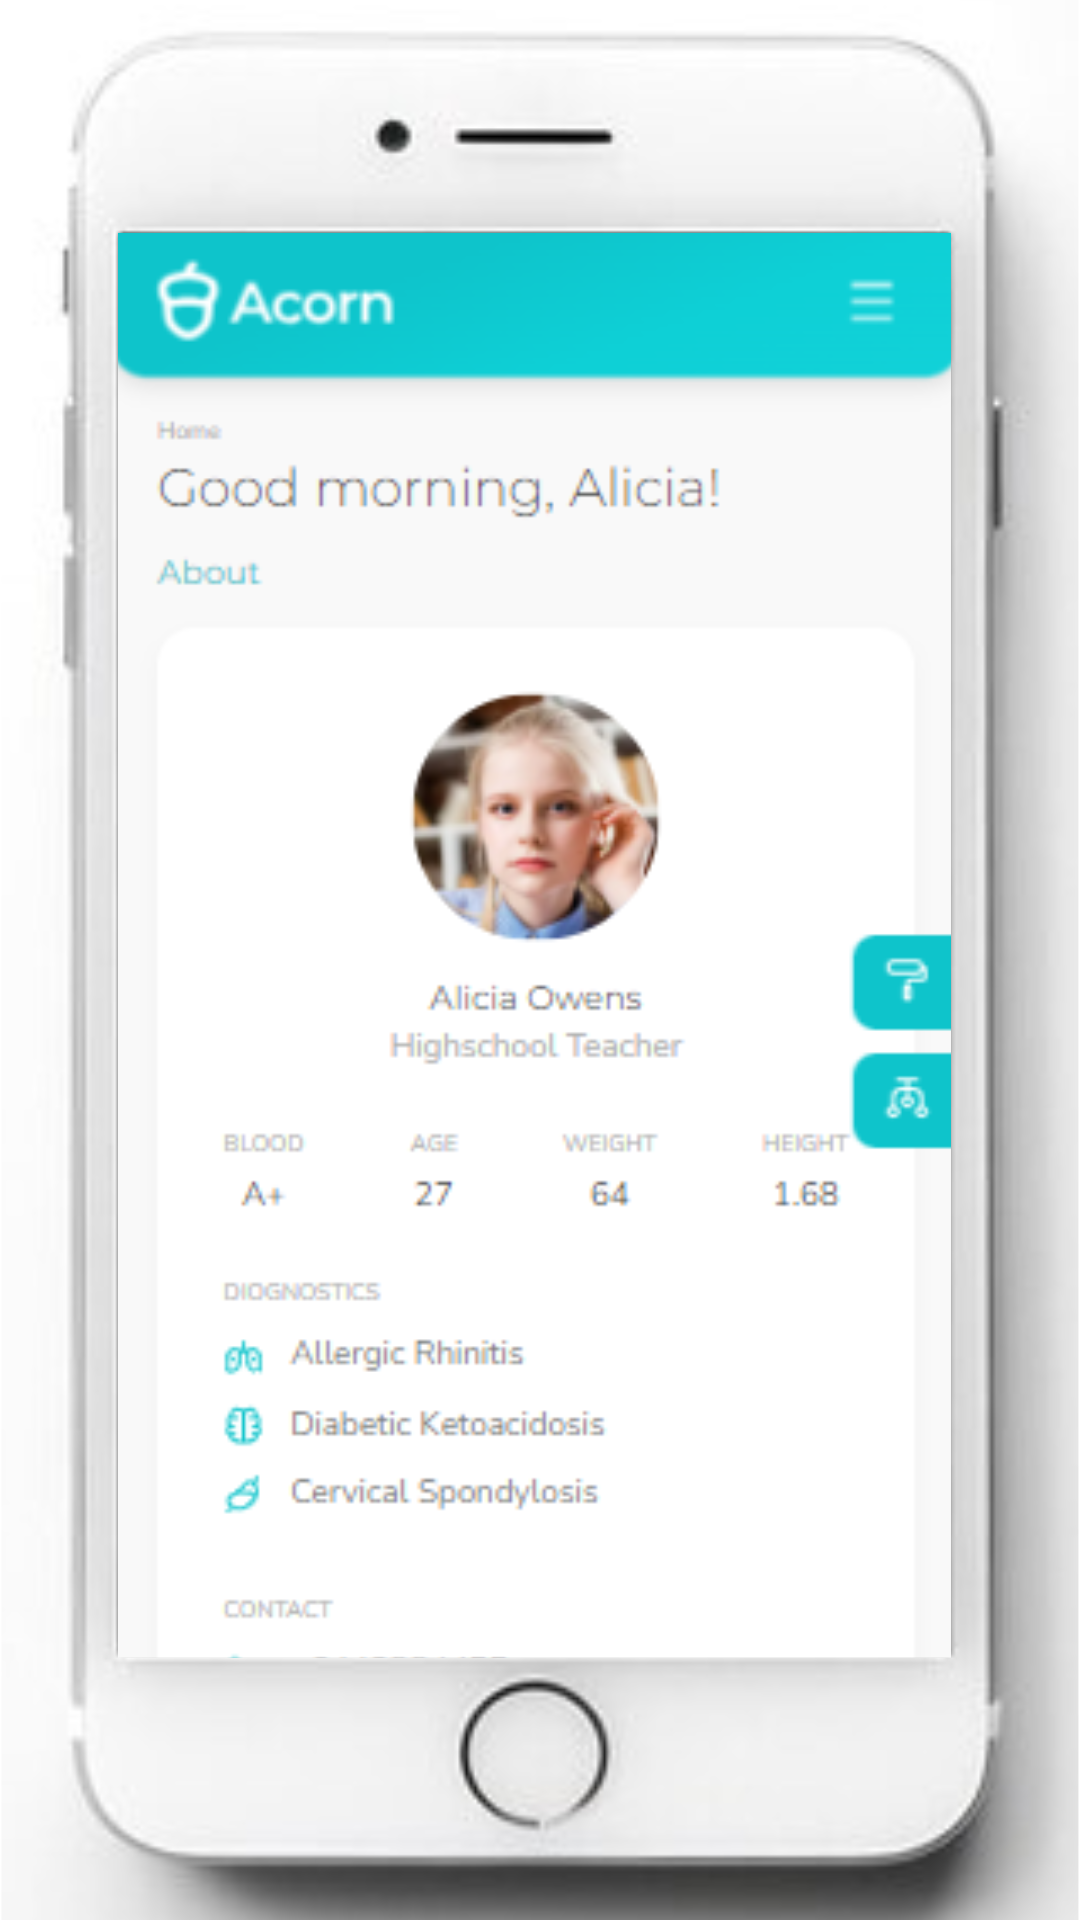 Acorn
Home
Good morning, Alicia!
About
Alicia Owens
Highschool Teacher
BLOOD AGE WEIGHT HEIGHT
A+ 27 64 1.68
DIOGNOSTICS
Allergic Rhinitis
Diabetic Ketoacidosis
Cervical Spondylosis
CONTACT